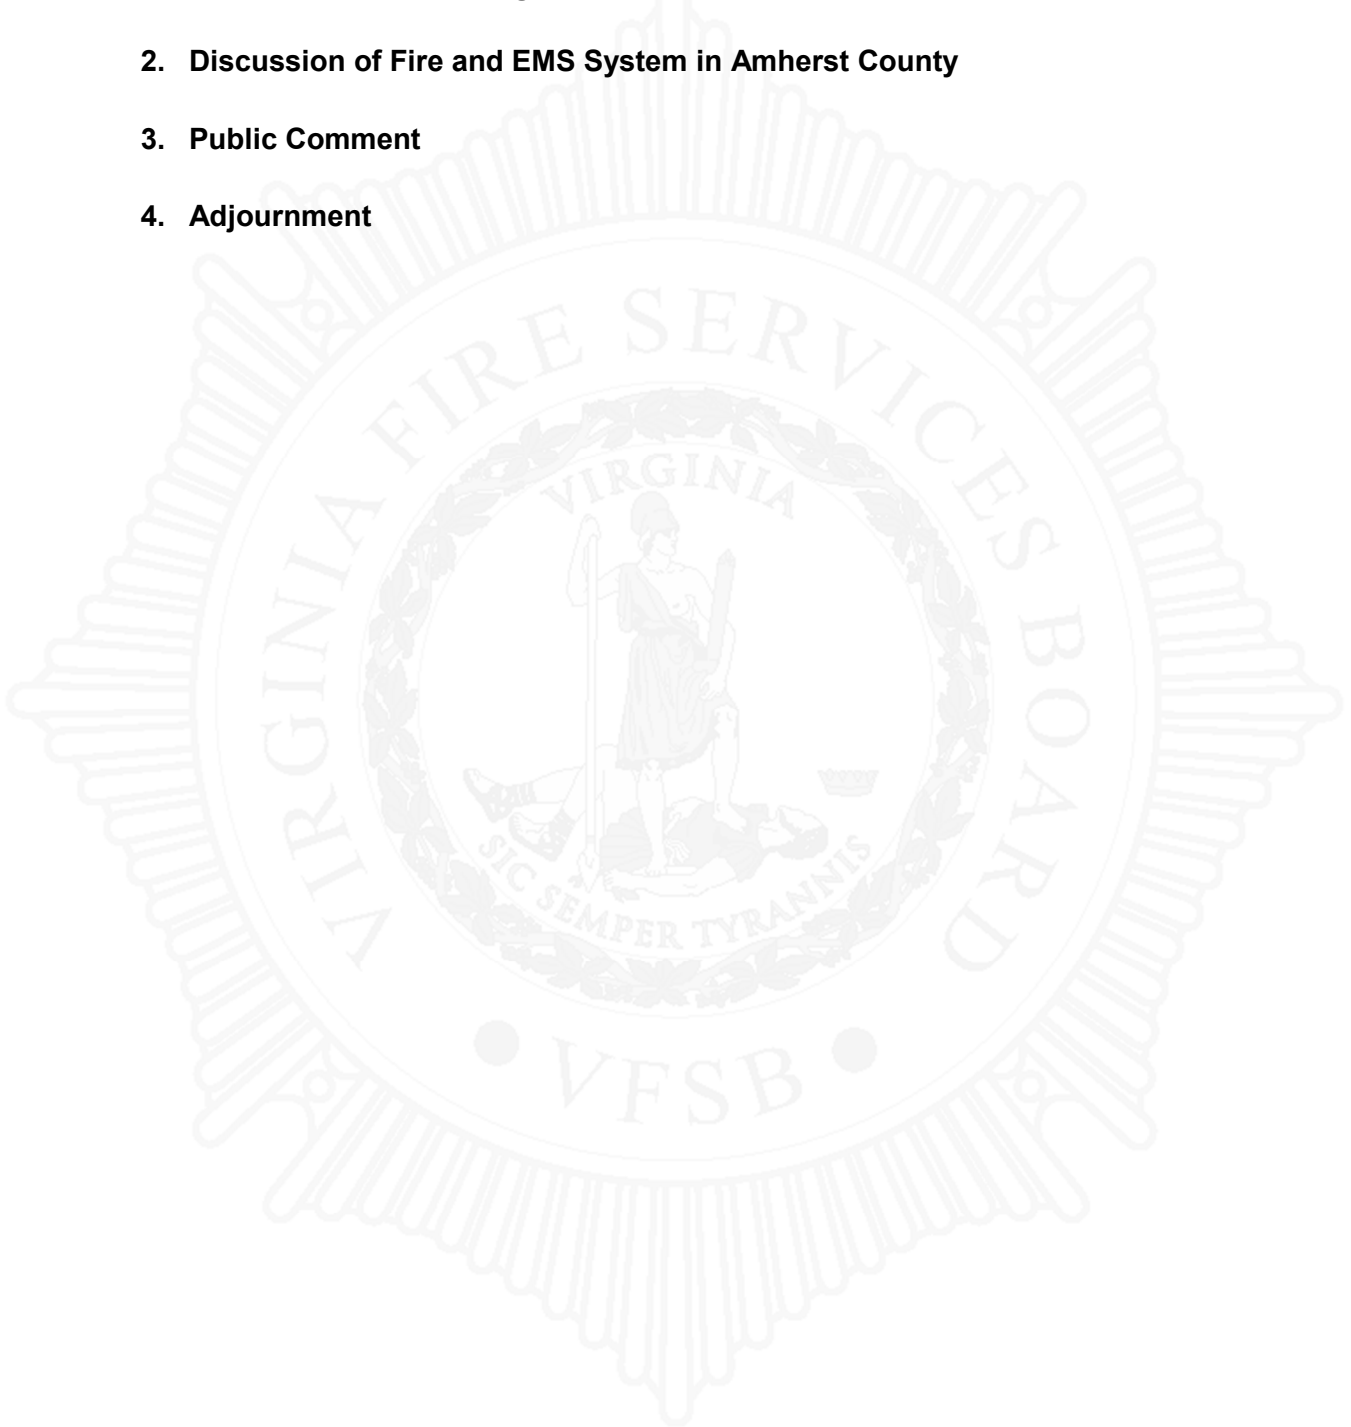 2. Discussion of Fire and EMS System in Amherst County
3. Public Comment
4. Adjournment
VIRGINIA FIRE SERVICES BOARD
VIRGINIA
SIC SEMPER TYRANNIS
• VFSB •